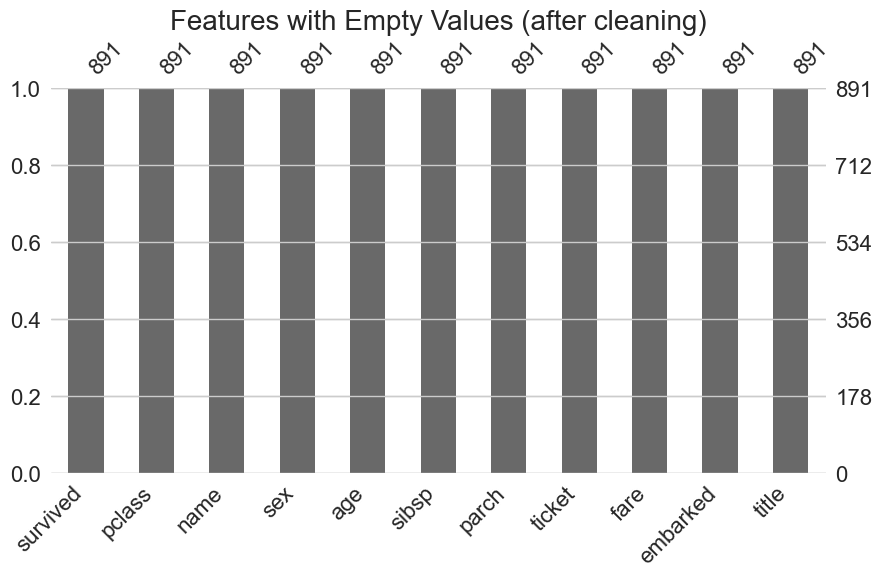 Features with Empty Values (after cleaning)
891 891 891 891 891 891 891 891 891 891 891
1.0 891
0.8 712
0.6 534
0.4 356
0.2 178
0.0 0
survived pclass name sex age sibsp parch ticket fare embarked title